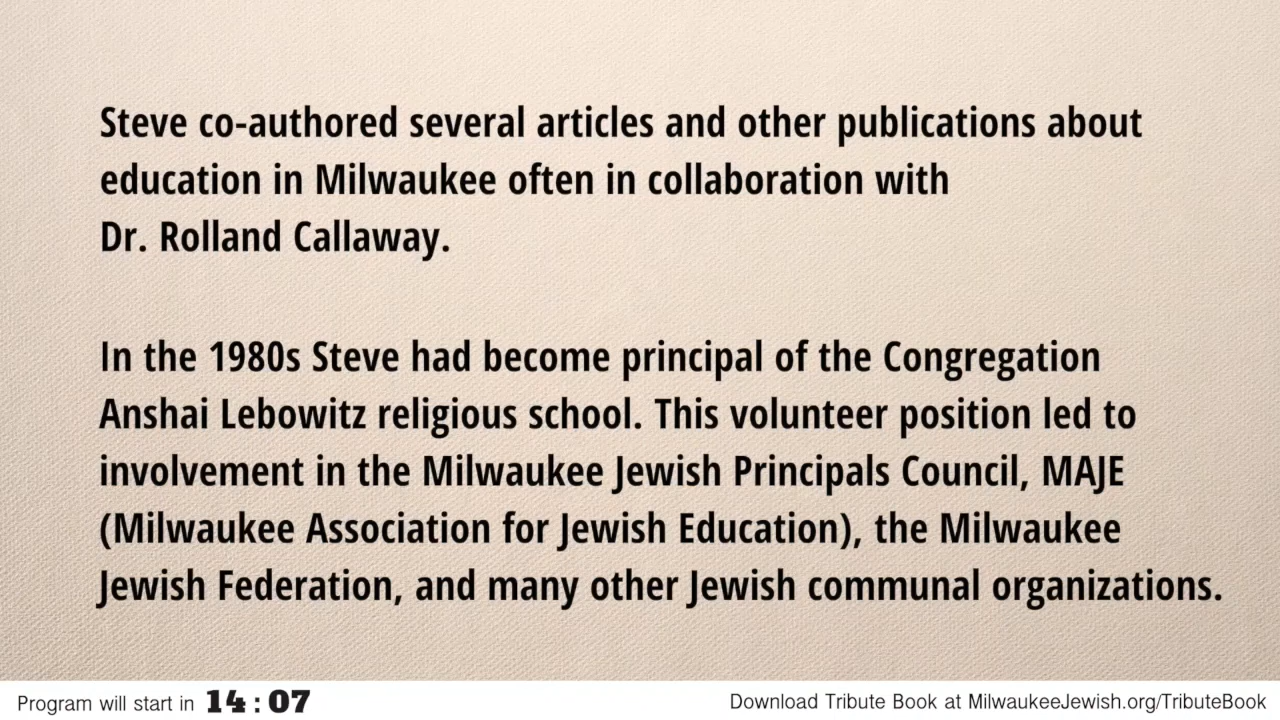 Steve co-authored several articles and other publications about
education in Milwaukee often in collaboration with
Dr. Rolland Callaway.
In the 1980s Steve had become principal of the Congregation
Anshai Lebowitz religious school. This volunteer position led to
involvement in the Milwaukee Jewish Principals Council, MAJE
(Milwaukee Association for Jewish Education), the Milwaukee
Jewish Federation, and many other Jewish communal organizations.
Program will start in 14:07
Download Tribute Book at MilwaukeeJewish.org/TributeBook